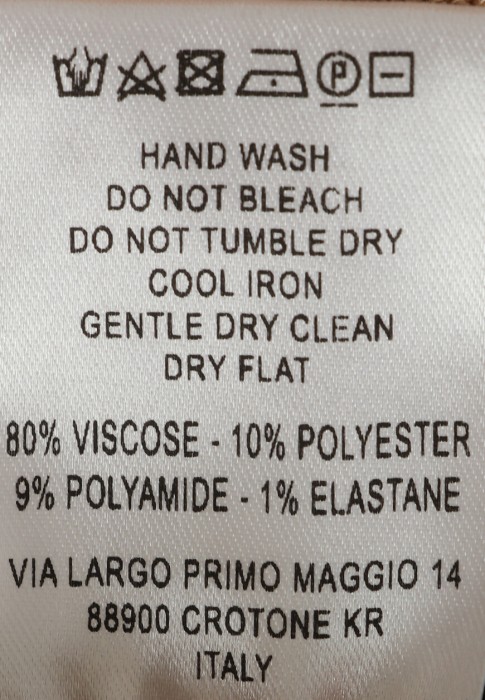 P
HAND WASH
DO NOT BLEACH
DO NOT TUMBLE DRY
COOL IRON
GENTLE DRY CLEAN
DRY FLAT
80% VISCOSE - 10% POLYESTER
9% POLYAMIDE - 1% ELASTANE
VIA LARGO PRIMO MAGGIO 14
88900 CROTONE KR
ITALY